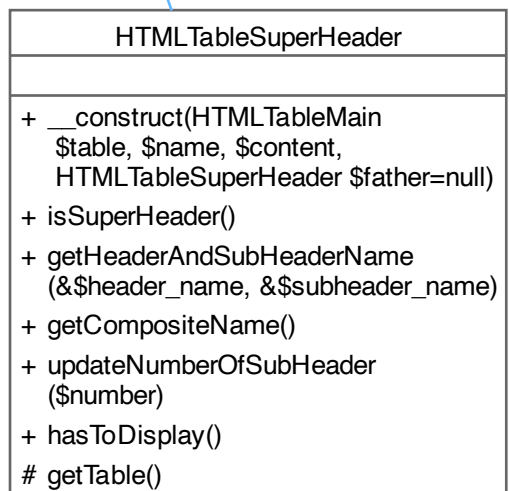 HTMLTableSuperHeader
+ __construct(HTMLTableMain
$table, $name, $content,
HTMLTableSuperHeader $father=null)
+ isSuperHeader()
+ getHeaderAndSubHeaderName
(&$header_name, &$subheader_name)
+ getCompositeName()
+ updateNumberOfSubHeader
($number)
+ hasToDisplay()
# getTable()